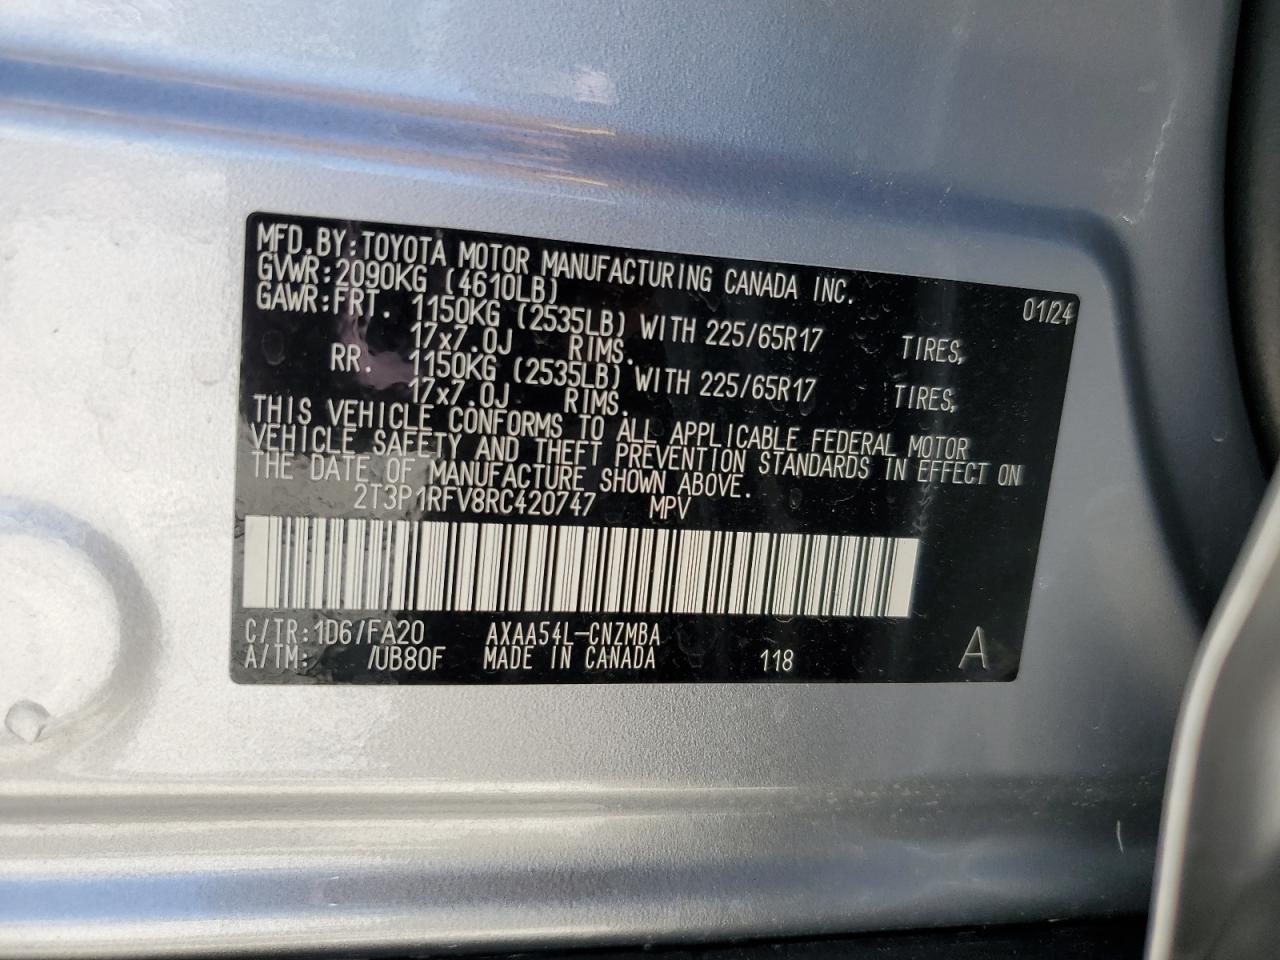 MFD.BY:TOYOTA MOTOR MANUFACTURING CANADA INC. 01/24
GVWR:2090KG (4610LB)
GAWR:FRT. 1150KG (2535LB) WITH 225/65R17 TIRES,
17x7.0J RIMS.
RR. 1150KG (2535LB) WITH 225/65R17 TIRES,
17x7.0J RIMS.
THIS VEHICLE CONFORMS TO ALL APPLICABLE FEDERAL MOTOR
VEHICLE SAFETY AND THEFT PREVENTION STANDARDS IN EFFECT ON
THE DATE OF MANUFACTURE SHOWN ABOVE.
2T3P1RFV8RC420747 MPV
C/TR:1D6/FA20 AXAA54L-CNZMBA
A/TM: /UB80F MADE IN CANADA 118 A